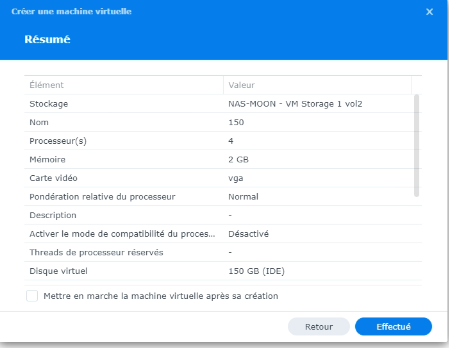 Créer une machine virtuelle
Résumé
Élément Valeur
Stockage NAS-MOON - VM Storage 1 vol2
Nom 150
Processeur(s) 4
Mémoire 2 GB
Carte vidéo vga
Pondération relative du processeur Normal
Description -
Activer le mode de compatibilité du proces... Désactivé
Threads de processeur réservés -
Disque virtuel 150 GB (IDE)
Mettre en marche la machine virtuelle après sa création
Retour Effectué